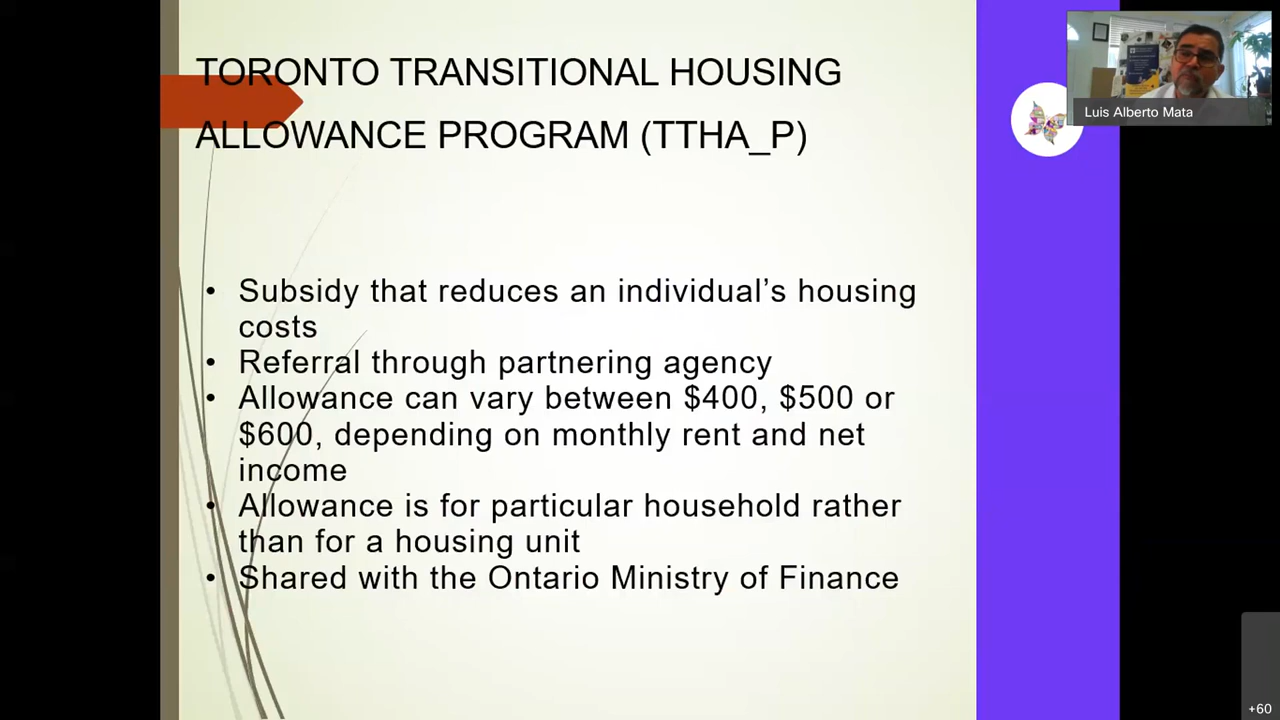 TORONTO TRANSITIONAL HOUSING
ALLOWANCE PROGRAM (TTHA_P)
Luis Alberto Mata
• Subsidy that reduces an individual’s housing
costs
• Referral through partnering agency
• Allowance can vary between $400, $500 or
$600, depending on monthly rent and net
income
• Allowance is for particular household rather
than for a housing unit
• Shared with the Ontario Ministry of Finance
+60